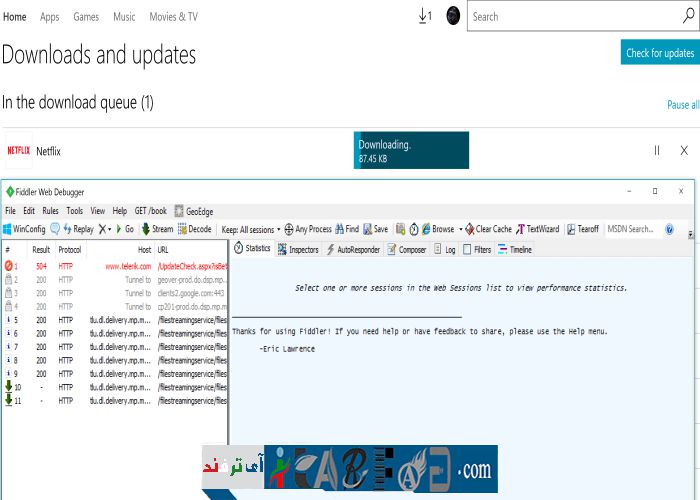 Home Apps Games Music Movies & TV 1 Search
Downloads and updates Check for updates
In the download queue (1) Pause all
NETFLIX Netflix Downloading.
87.45 KB
Fiddler Web Debugger
File Edit Rules Tools View Help GET /book GeoEdge
WinConfig Replay Go Stream Decode Keep: All sessions Any Process Find Save Browse Clear Cache TextWizard Tearoff MSDN Search...
# Result Protocol Host URL Statistics Inspectors AutoResponder Composer Log Filters Timeline
1 504 HTTP www.telerik.com /UpdateCheck.aspx?isBet
2 200 HTTP Tunnel to geover-prod.do.dsp.mp.m...
3 200 HTTP Tunnel to clients2.google.com:443
4 200 HTTP Tunnel to cp201-prod.do.dsp.mp.m...
5 200 HTTP tlu.dl.delivery.mp.m... /filestreamingservice/files
6 200 HTTP tlu.dl.delivery.mp.m... /filestreamingservice/files
7 200 HTTP tlu.dl.delivery.mp.m... /filestreamingservice/files
8 200 HTTP tlu.dl.delivery.mp.m... /filestreamingservice/files
9 200 HTTP tlu.dl.delivery.mp.m... /filestreamingservice/files
10 - HTTP tlu.dl.delivery.mp.m... /filestreamingservice/files
11 - HTTP tlu.dl.delivery.mp.m... /filestreamingservice/files
Select one or more sessions in the Web Sessions list to view performance statistics.
Thanks for using Fiddler! If you need help or have feedback to share, please use the Help menu.
-Eric Lawrence
آی ترفند .com